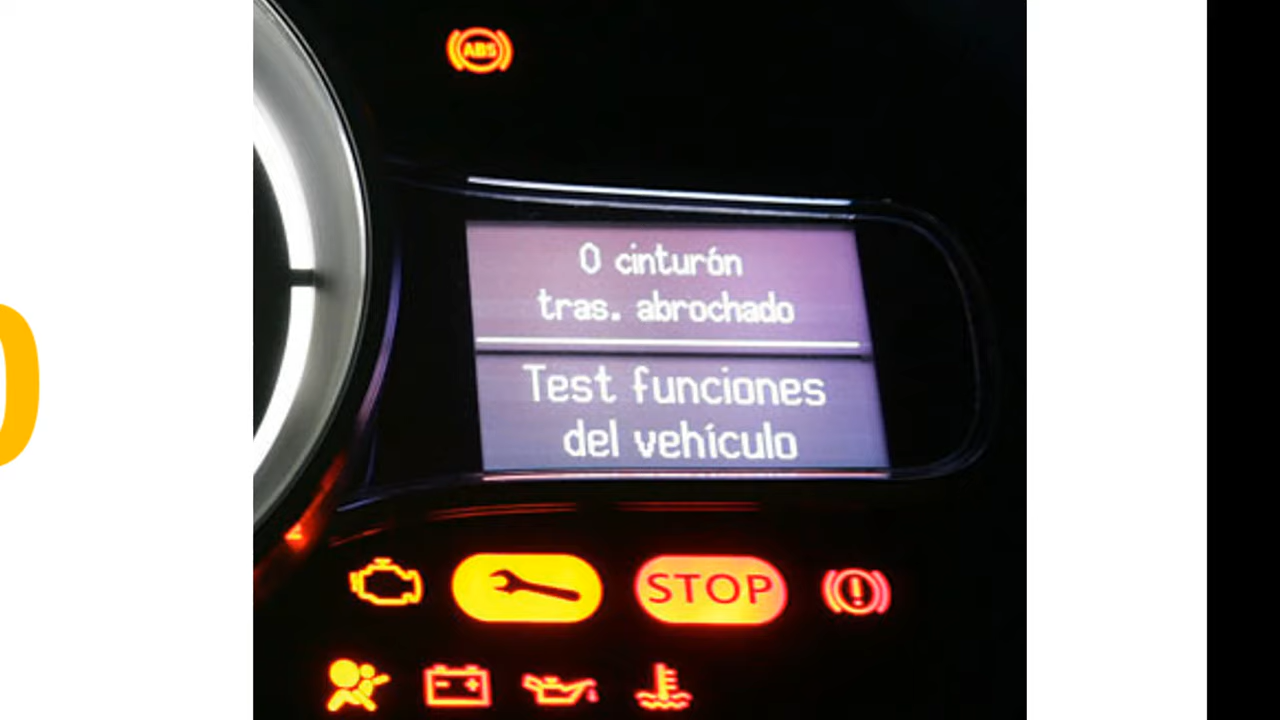 ABS
0 cinturón
tras. abrochado
Test funciones
del vehículo
STOP